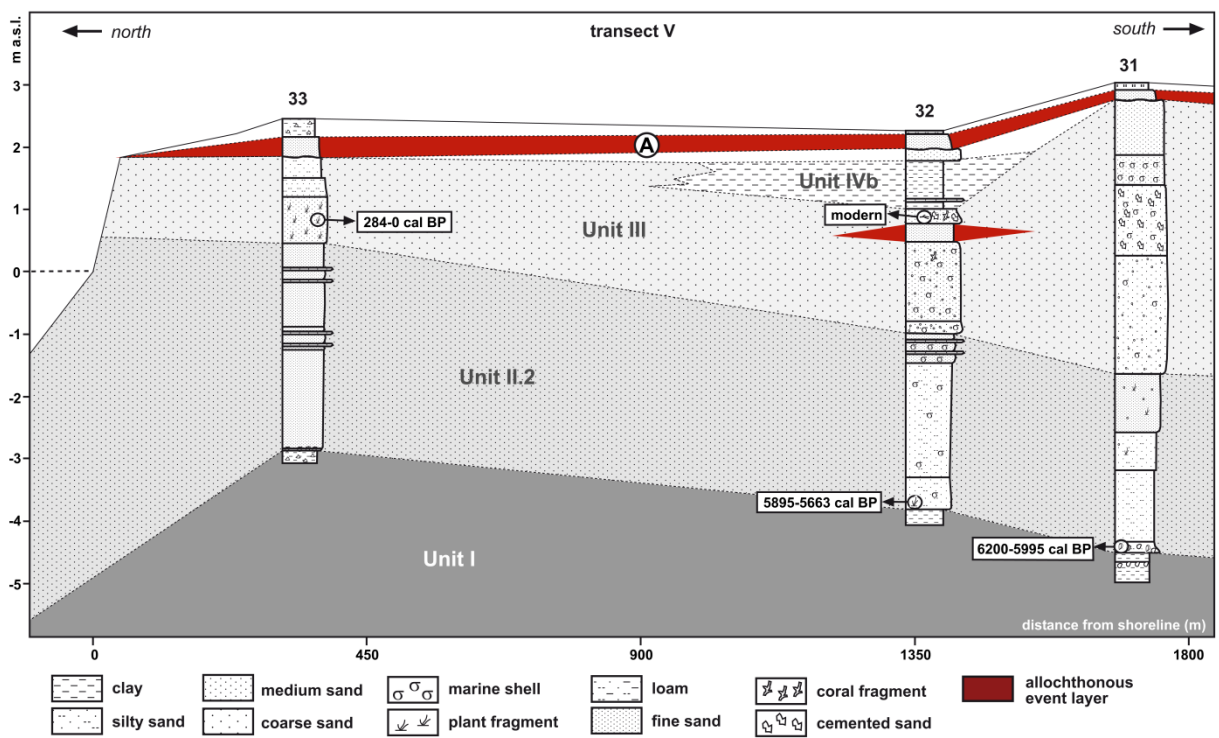 m a.s.l.
north
transect V
south
33
32
31
3
2
1
0
-1
-2
-3
-4
-5
A
Unit IVb
modern
284-0 cal BP
Unit III
Unit II.2
5895-5663 cal BP
6200-5995 cal BP
Unit I
distance from shoreline (m)
0
450
900
1350
1800
clay
medium sand
marine shell
loam
coral fragment
allochthonous
event layer
silty sand
coarse sand
plant fragment
fine sand
cemented sand